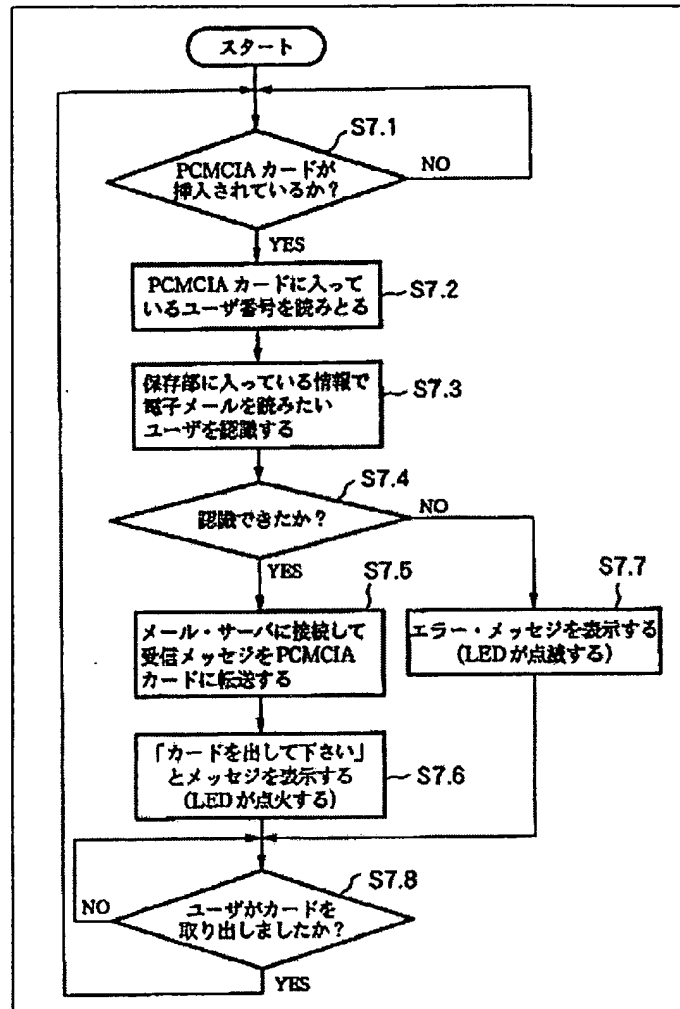 スタート
S7.1
PCMCIA カードが
挿入されているか？
NO
YES
PCMCIA カードに入って
いるユーザ番号を読みとる
S7.2
保存部に入っている情報で
電子メールを読みたい
ユーザを認識する
S7.3
S7.4
認識できたか？
NO
YES
S7.5
メール・サーバに接続して
受信メッセジをPCMCIA
カードに転送する
S7.7
エラー・メッセジを表示する
(LEDが点滅する)
「カードを出して下さい」
とメッセジを表示する
(LEDが点火する)
S7.6
S7.8
ユーザがカードを
取り出しましたか？
NO
YES